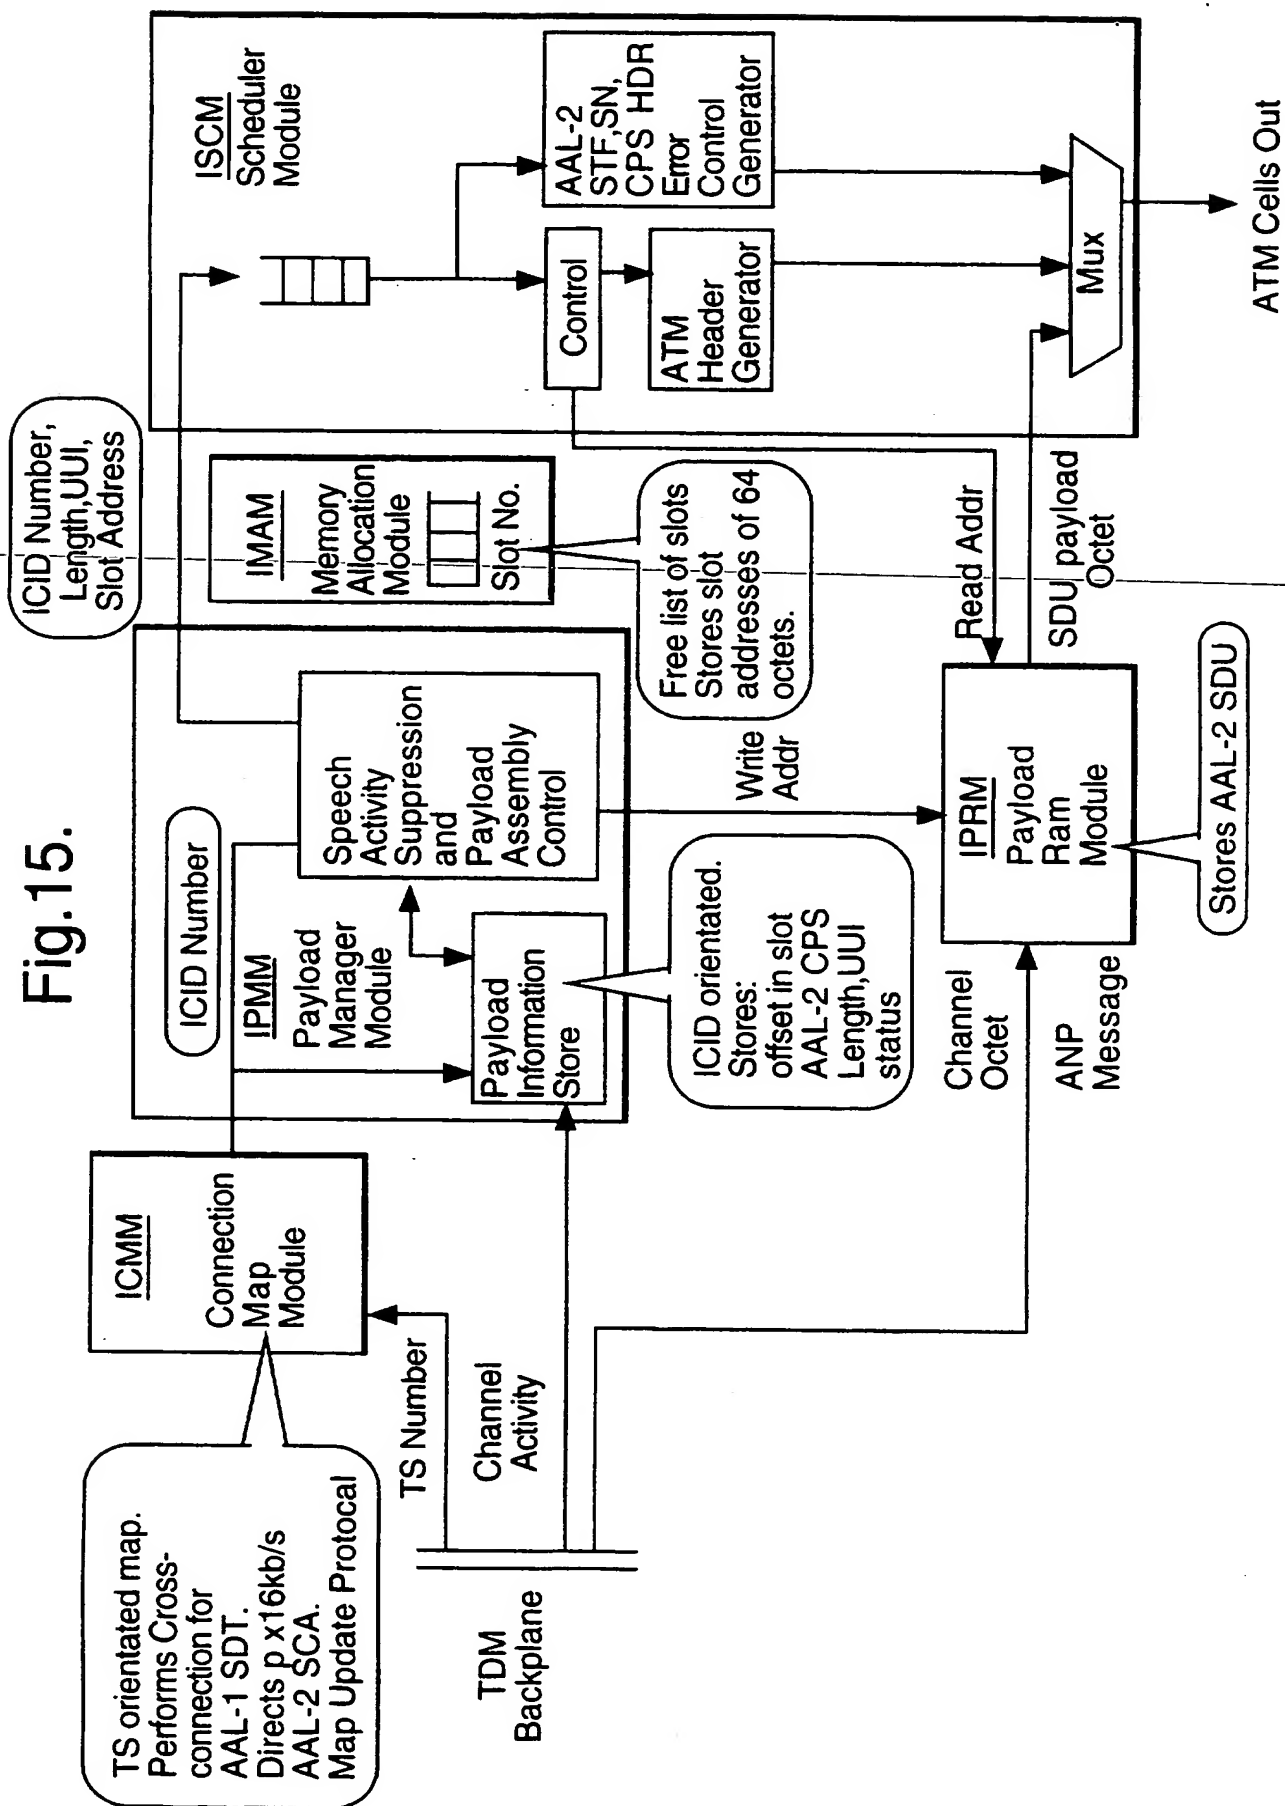 Fig.15.
TS orientated map.
Performs Cross-
connection for
AAL-1 SDT.
Directs p x16kb/s
AAL-2 SCA.
Map Update Protocal
ICMM
Connection
Map
Module
TS Number
Channel
Activity
TDM
Backplane
ICID Number
IPMM
Payload
Manager
Module
Payload
Information
Store
Speech
Activity
Suppression
and
Payload
Assembly
Control
ICID orientated.
Stores:
offset in slot
AAL-2 CPS
Length,UUI
status
Write
Addr
Channel
Octet
ANP
Message
IPRM
Payload
Ram
Module
Stores AAL-2 SDU
ICID Number,
Length,UUI,
Slot Address
IMAM
Memory
Allocation
Module
Slot No.
Free list of slots
Stores slot
addresses of 64
octets.
Read Addr
SDU payload
Octet
ISCM
Scheduler
Module
Control
ATM
Header
Generator
AAL-2
STF,SN,
CPS HDR
Error
Control
Generator
Mux
ATM Cells Out